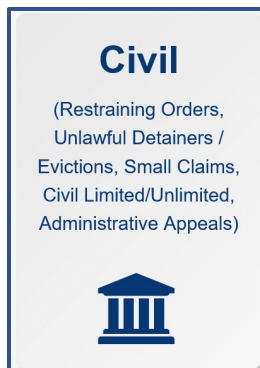 Civil
(Restraining Orders,
Unlawful Detainers /
Evictions, Small Claims,
Civil Limited/Unlimited,
Administrative Appeals)